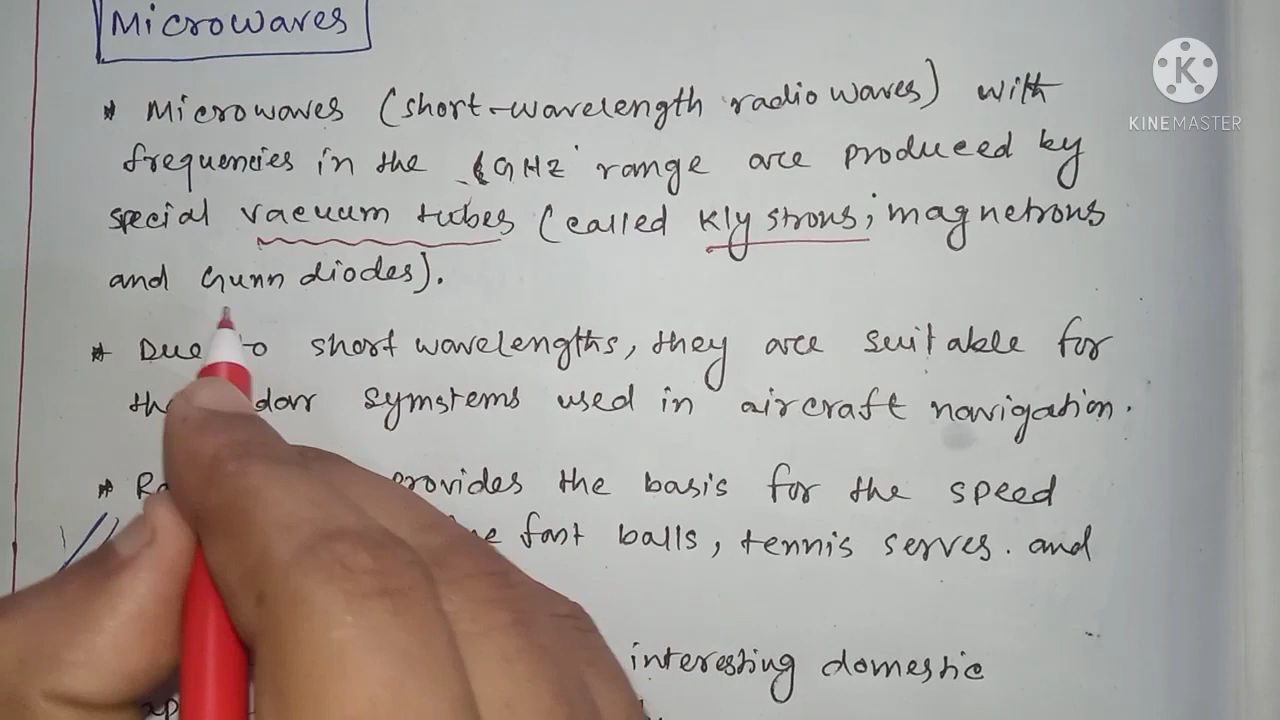 Microwaves
KINEMASTER
* Microwaves (short-wavelength radio waves) with
frequencies in the GHz range are produced by
special vacuum tubes (called klystrons, magnetrons
and Gunn diodes).
* Due to short wavelengths, they are suitable for
the systems used in aircraft navigation.
* provides the basis for the speed
fast balls, tennis serves. and
interesting domestic